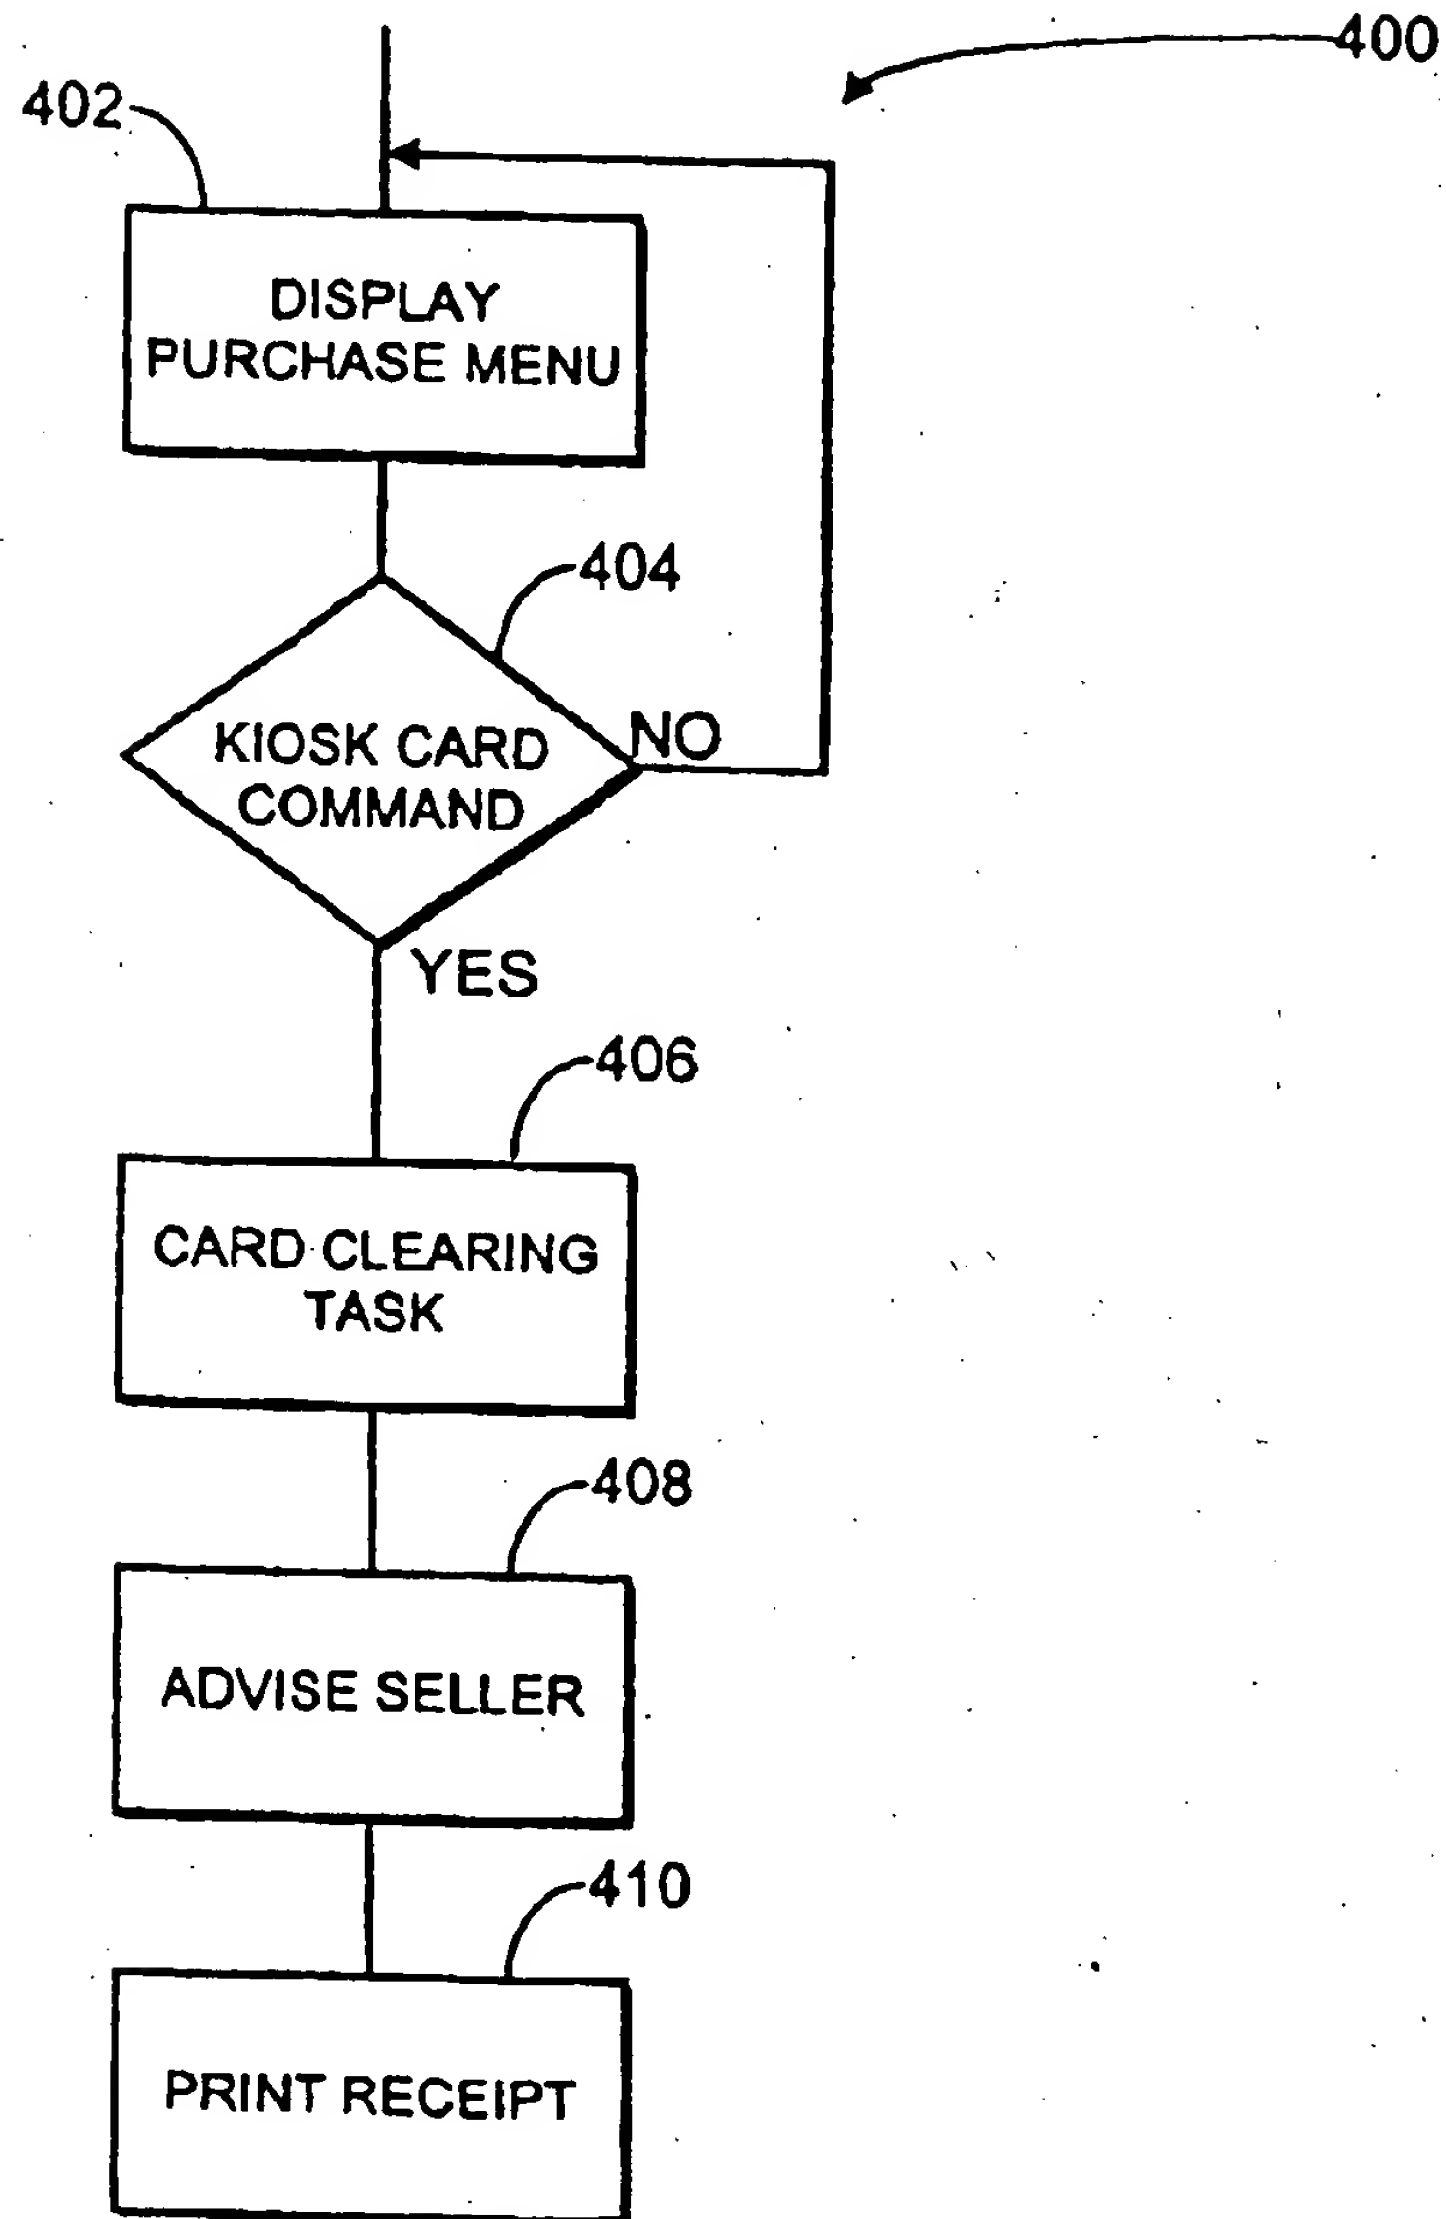 400
402
DISPLAY
PURCHASE MENU
404
KIOSK CARD
COMMAND
NO
YES
406
CARD CLEARING
TASK
408
ADVISE SELLER
410
PRINT RECEIPT